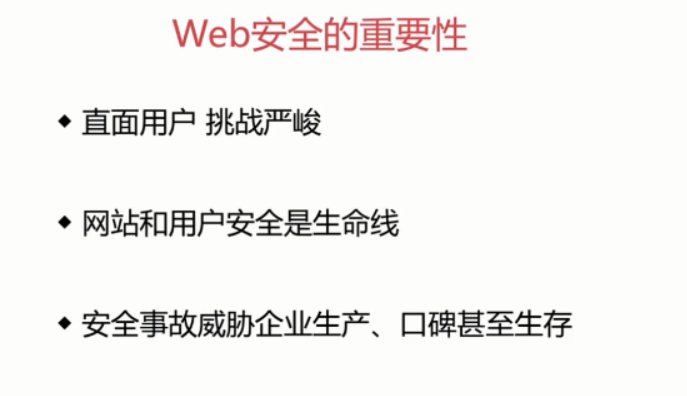 Web安全的重要性
◆ 直面用户 挑战严峻
◆ 网站和用户安全是生命线
◆ 安全事故威胁企业生产、口碑甚至生存